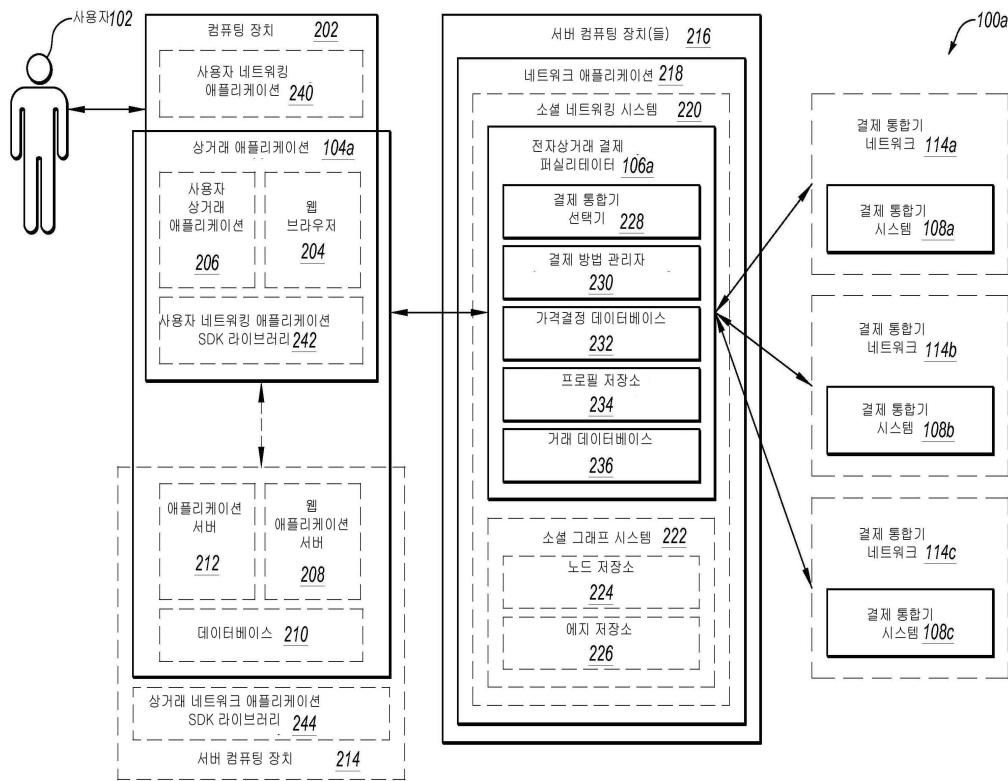 사용자102
컴퓨팅 장치 202
사용자 네트워킹
애플리케이션
240
상거래 애플리케이션 104a
사용자
상거래
애플리케이션
206
웹
브라우저
204
사용자 네트워킹 애플리케이션
SDK 라이브러리 242
애플리케이션
서버
212
웹
애플리케이션
서버
208
데이터베이스 210
상거래 네트워크 애플리케이션
SDK 라이브러리 244
서버 컴퓨팅 장치 214
서버 컴퓨팅 장치(들) 216
네트워크 애플리케이션 218
소셜 네트워킹 시스템 220
전자상거래 결제
퍼실리테이터 106a
결제 통합기
선택기 228
결제 방법 관리자
230
가격결정 데이터베이스
232
프로필 저장소
234
거래 데이터베이스
236
소셜 그래프 시스템 222
노드 저장소
224
에지 저장소
226
100a
결제 통합기
네트워크 114a
결제 통합기
시스템 108a
결제 통합기
네트워크 114b
결제 통합기
시스템 108b
결제 통합기
네트워크 114c
결제 통합기
시스템 108c